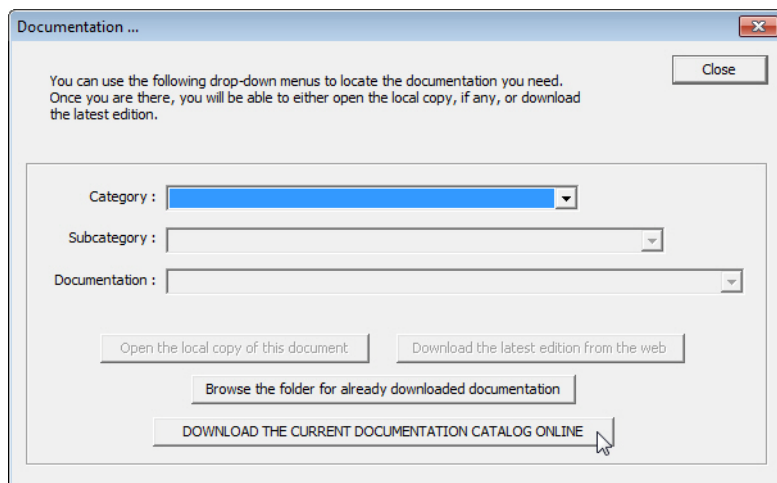 Documentation ...
Close
You can use the following drop-down menus to locate the documentation you need.
Once you are there, you will be able to either open the local copy, if any, or download
the latest edition.
Category :
Subcategory :
Documentation :
Open the local copy of this document
Download the latest edition from the web
Browse the folder for already downloaded documentation
DOWNLOAD THE CURRENT DOCUMENTATION CATALOG ONLINE